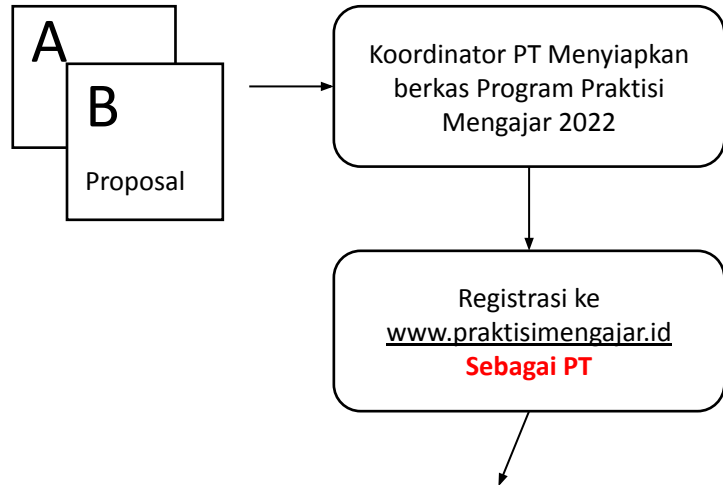 A
B
Proposal
Koordinator PT Menyiapkan
berkas Program Praktisi
Mengajar 2022
Registrasi ke
www.praktisimengajar.id
Sebagai PT